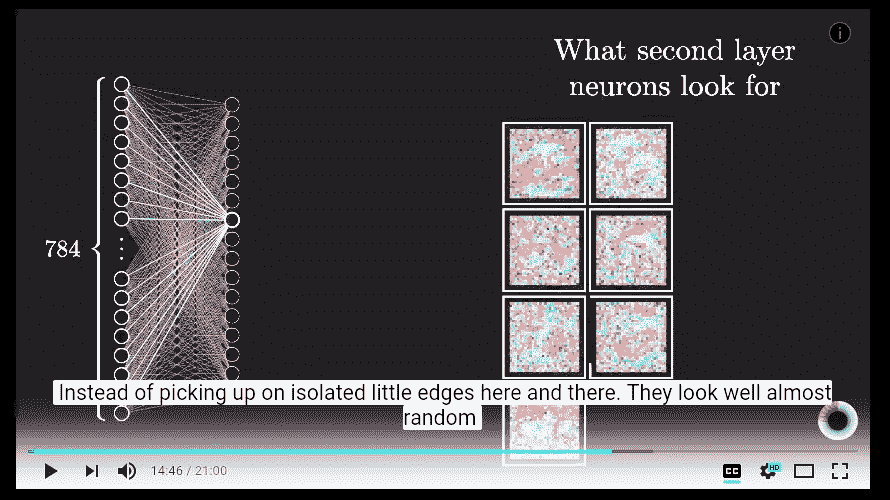 What second layer
neurons look for
784
Instead of picking up on isolated little edges here and there. They look well almost
random
14:46 / 21:00
CC
HD